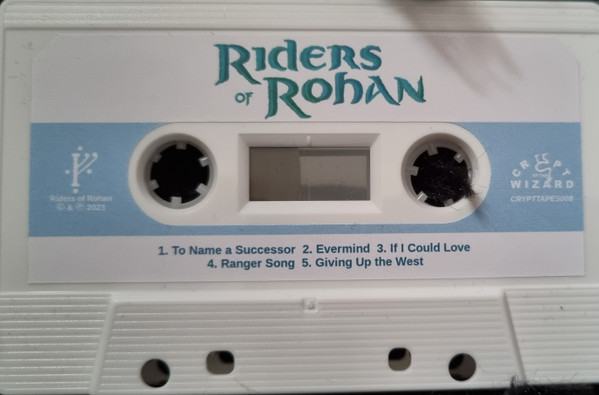 RIDERS
OF ROHAN
Riders of Rohan
© & ℗ 2023
CRYPT
WIZARD
CRYPTTAPES008
1. To Name a Successor 2. Evermind 3. If I Could Love
4. Ranger Song 5. Giving Up the West